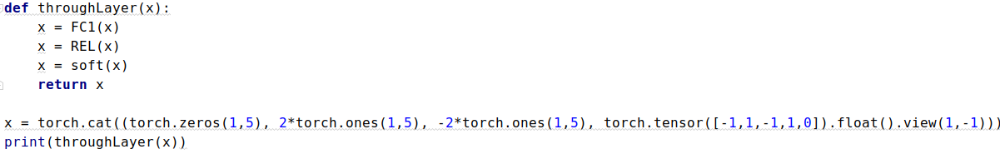 def throughLayer(x):
    x = FC1(x)
    x = REL(x)
    x = soft(x)
    return x
x = torch.cat((torch.zeros(1,5), 2*torch.ones(1,5), -2*torch.ones(1,5), torch.tensor([-1,1,-1,1,0]).float().view(1,-1)))
print(throughLayer(x))